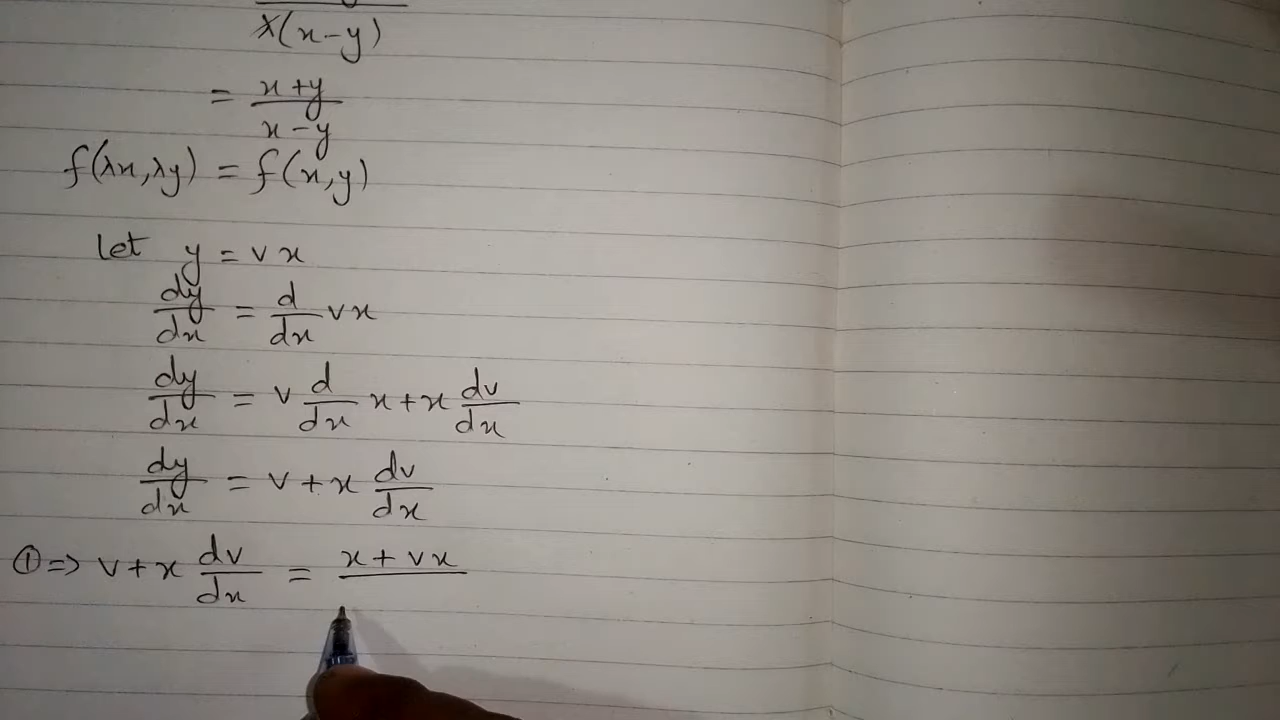 x(x-y)
= x+y / x-y
f(λx,λy) = f(x,y)
let y = vx
dy/dx = d/dx vx
dy/dx = v d/dx x+x dv/dx
dy/dx = v+x dv/dx
①⇒ v+x dv/dx = x+vx